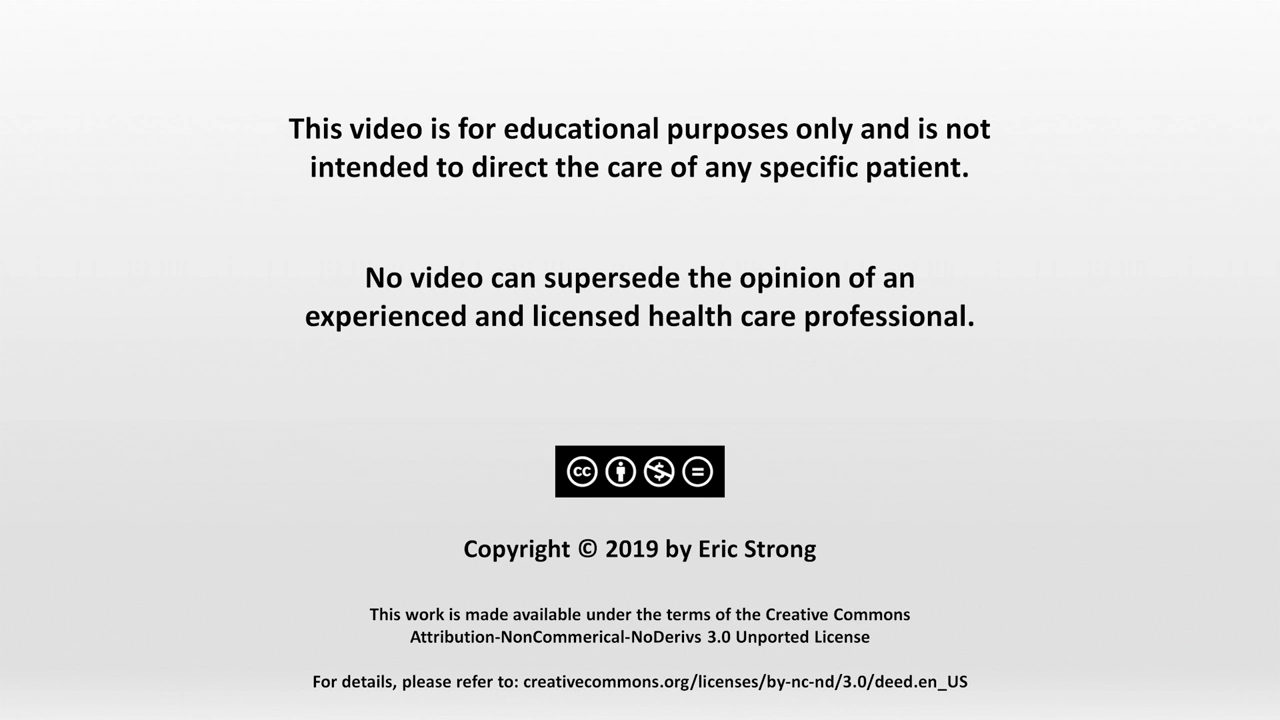 This video is for educational purposes only and is not
intended to direct the care of any specific patient.
No video can supersede the opinion of an
experienced and licensed health care professional.
cc
Copyright © 2019 by Eric Strong
This work is made available under the terms of the Creative Commons
Attribution-NonCommerical-NoDerivs 3.0 Unported License
For details, please refer to: creativecommons.org/licenses/by-nc-nd/3.0/deed.en_US